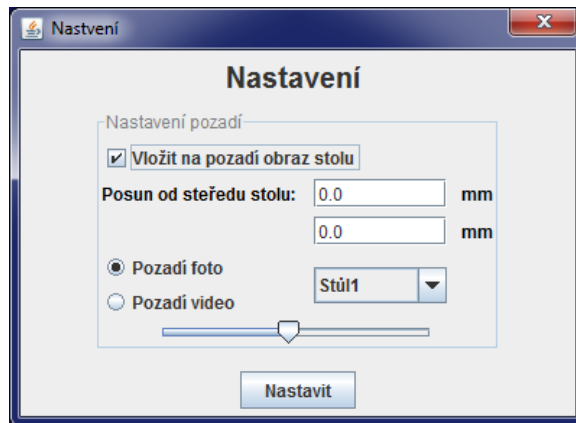 Nastvení
Nastavení
Nastavení pozadí
Vložit na pozadí obraz stolu
Posun od steředu stolu: 0.0 mm
0.0 mm
Pozadí foto
Stůl1
Pozadí video
Nastavit